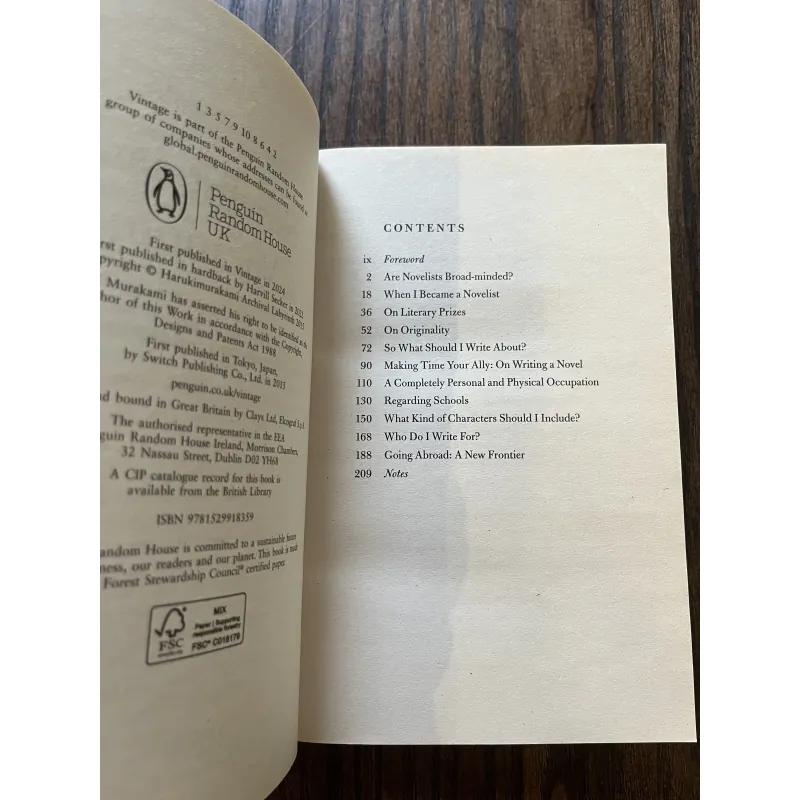 1 3 5 7 9 10 8 6 4 2
Vintage is part of the Penguin Random House
group of companies whose addresses can be found at
global.penguinrandomhouse.com
Penguin
Random House
UK
First published in Vintage in 2024
published in hardback by Harvill Secker in 2022
Copyright © Harukimurakami Archival Labyrinth 2015
Murakami has asserted his right to be identified as the
of this Work in accordance with the Copyright,
Designs and Patents Act 1988
First published in Tokyo, Japan,
by Switch Publishing Co., Ltd. in 2015
penguin.co.uk/vintage
bound in Great Britain by Clays Ltd, Elcograf S.p.A.
The authorised representative in the EEA
guin Random House Ireland, Morrison Chambers,
32 Nassau Street, Dublin D02 YH68
A CIP catalogue record for this book is
available from the British Library
ISBN 9781529918359
andom House is committed to a sustainable future
ness, our readers and our planet. This book is made
Forest Stewardship Council® certified paper
MIX
Paper | Supporting
responsible forestry
FSC
FSC® C018179
CONTENTS
ix Foreword
2 Are Novelists Broad-minded?
18 When I Became a Novelist
36 On Literary Prizes
52 On Originality
72 So What Should I Write About?
90 Making Time Your Ally: On Writing a Novel
110 A Completely Personal and Physical Occupation
130 Regarding Schools
150 What Kind of Characters Should I Include?
168 Who Do I Write For?
188 Going Abroad: A New Frontier
209 Notes